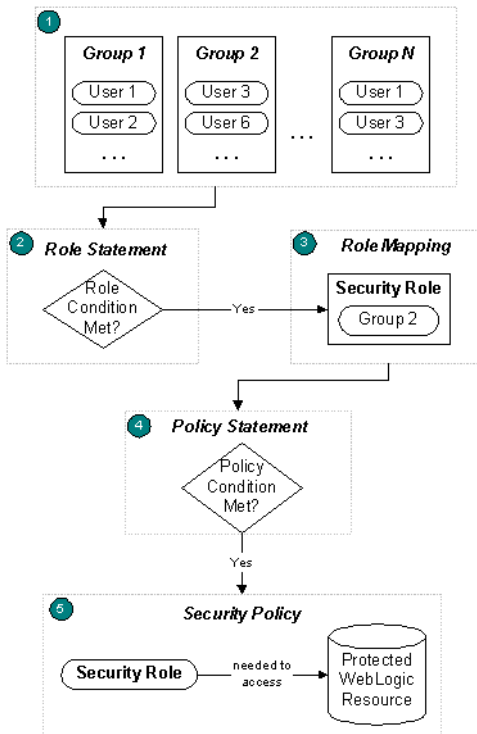 1
Group 1
User 1
User 2
...
Group 2
User 3
User 6
...
...
Group N
User 1
User 3
...
2
Role Statement
Role
Condition
Met?
Yes
3
Role Mapping
Security Role
Group 2
4
Policy Statement
Policy
Condition
Met?
Yes
5
Security Policy
Security Role
needed to
access
Protected
WebLogic
Resource